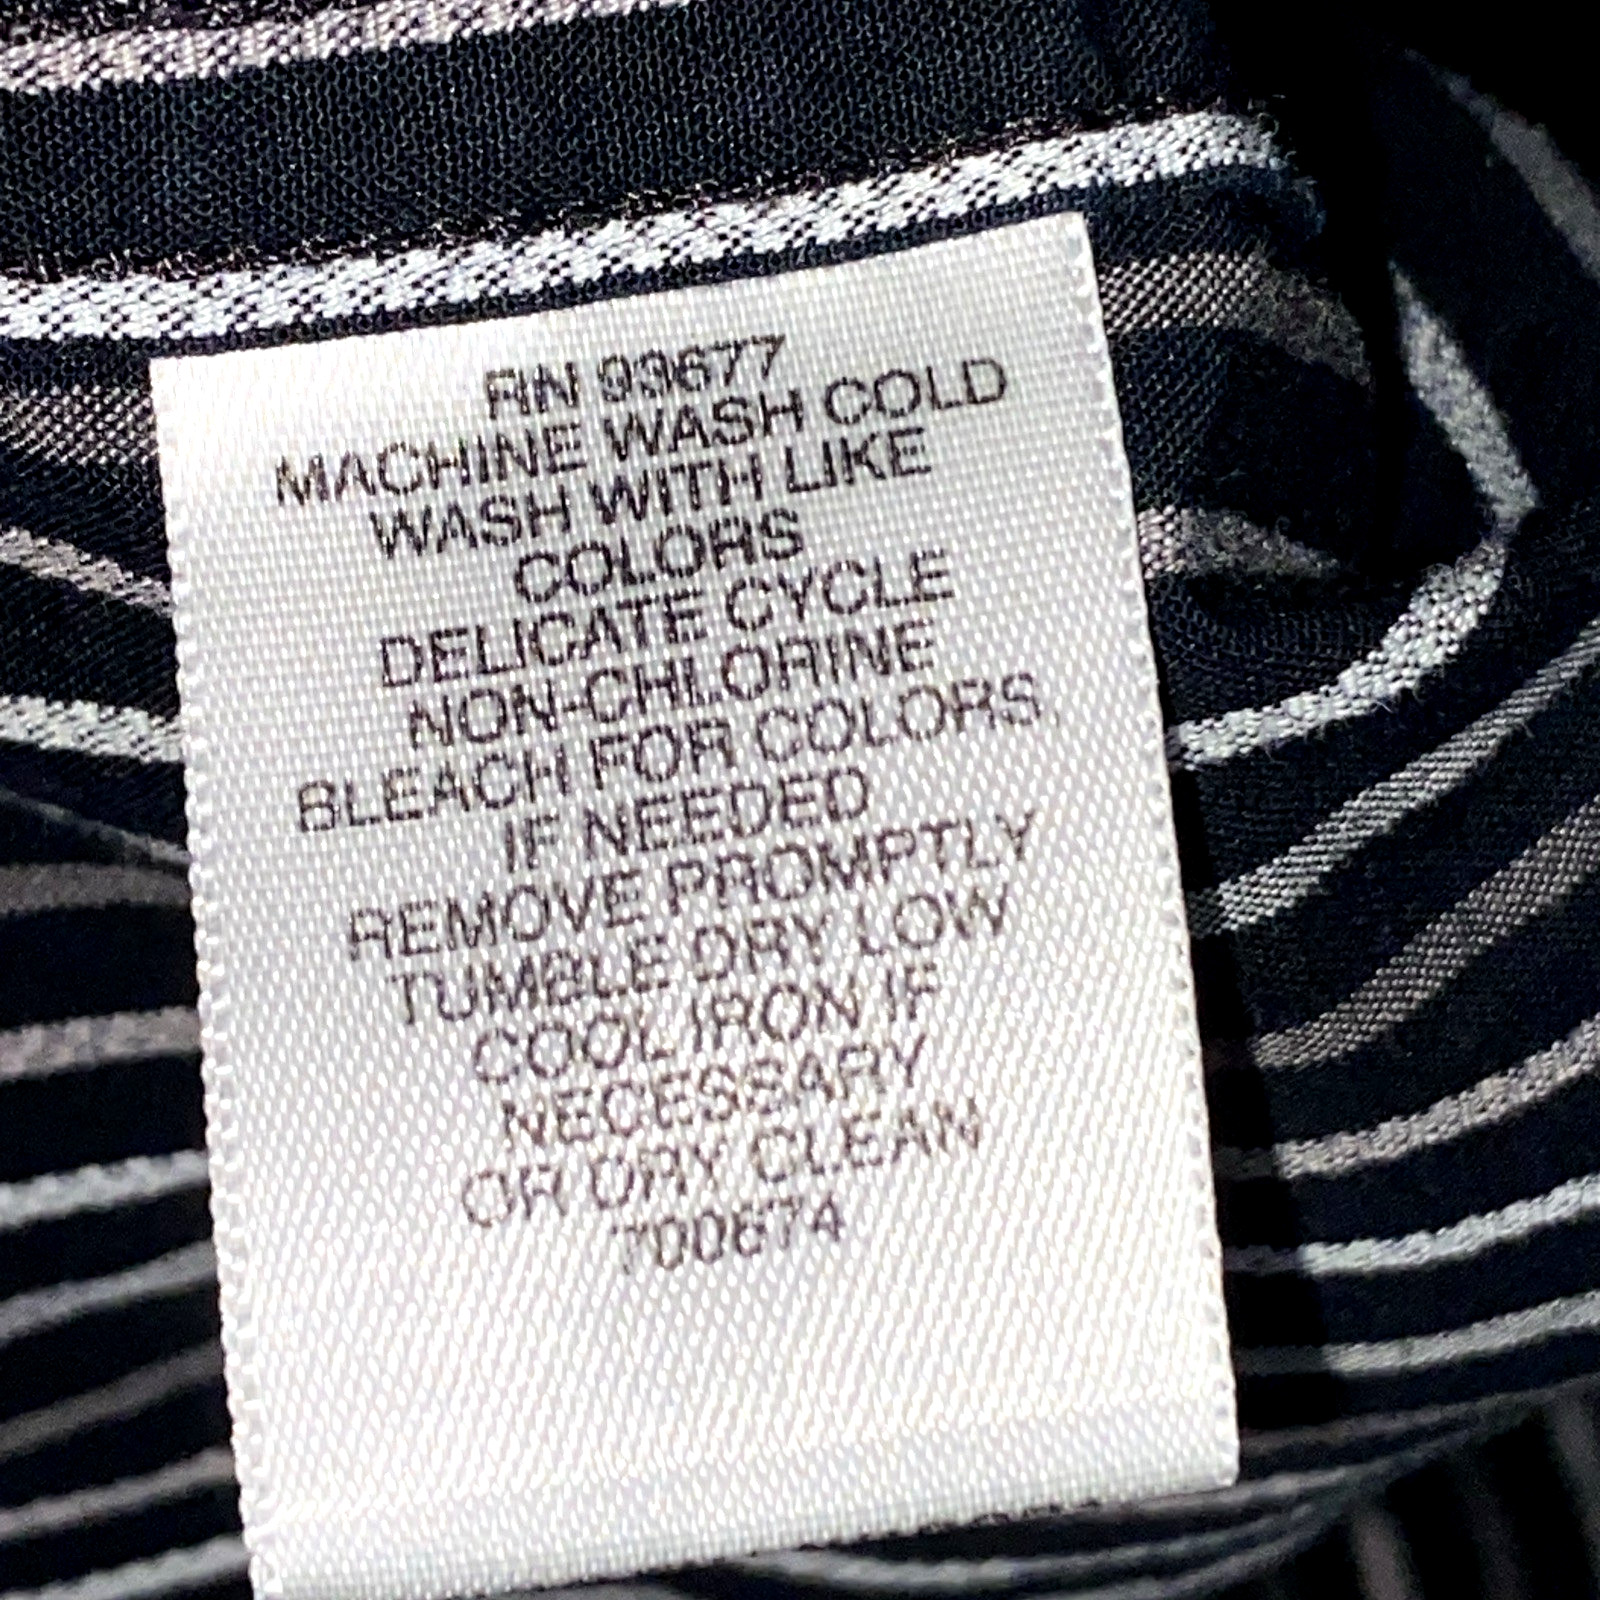 RN 93677
MACHINE WASH COLD
WASH WITH LIKE
COLORS
DELICATE CYCLE
NON-CHLORINE
BLEACH FOR COLORS,
IF NEEDED
REMOVE PROMPTLY
TUMBLE DRY LOW
COOL IRON IF
NECESSARY
OR DRY CLEAN
700674